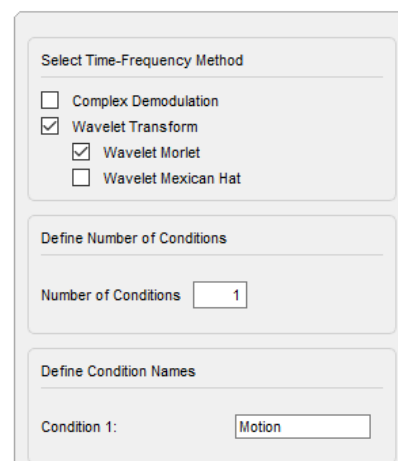 Select Time-Frequency Method
Complex Demodulation
Wavelet Transform
Wavelet Morlet
Wavelet Mexican Hat
Define Number of Conditions
Number of Conditions 1
Define Condition Names
Condition 1: Motion